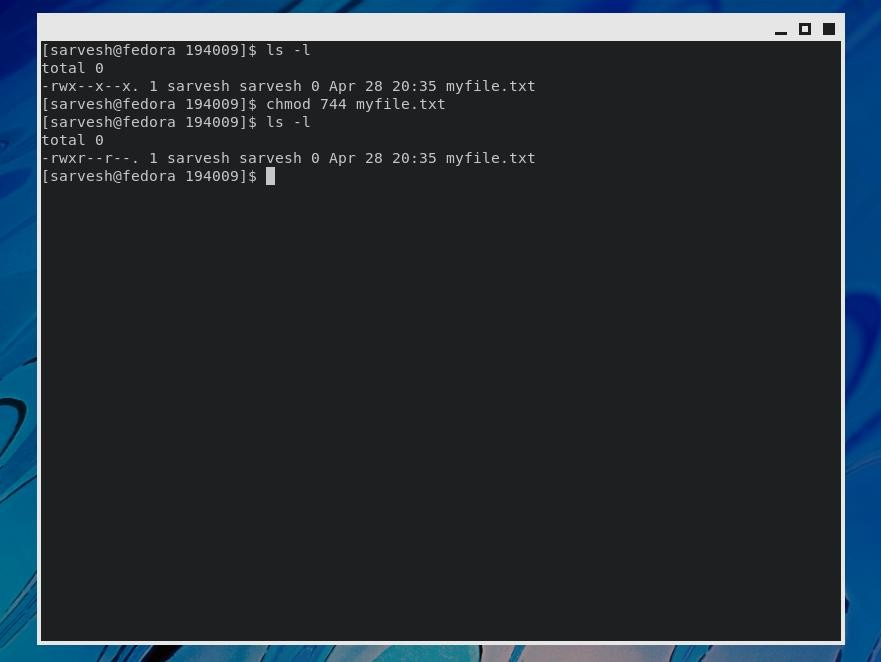 [sarvesh@fedora 194009]$ ls -l
total 0
-rwx--x--x. 1 sarvesh sarvesh 0 Apr 28 20:35 myfile.txt
[sarvesh@fedora 194009]$ chmod 744 myfile.txt
[sarvesh@fedora 194009]$ ls -l
total 0
-rwxr--r--. 1 sarvesh sarvesh 0 Apr 28 20:35 myfile.txt
[sarvesh@fedora 194009]$